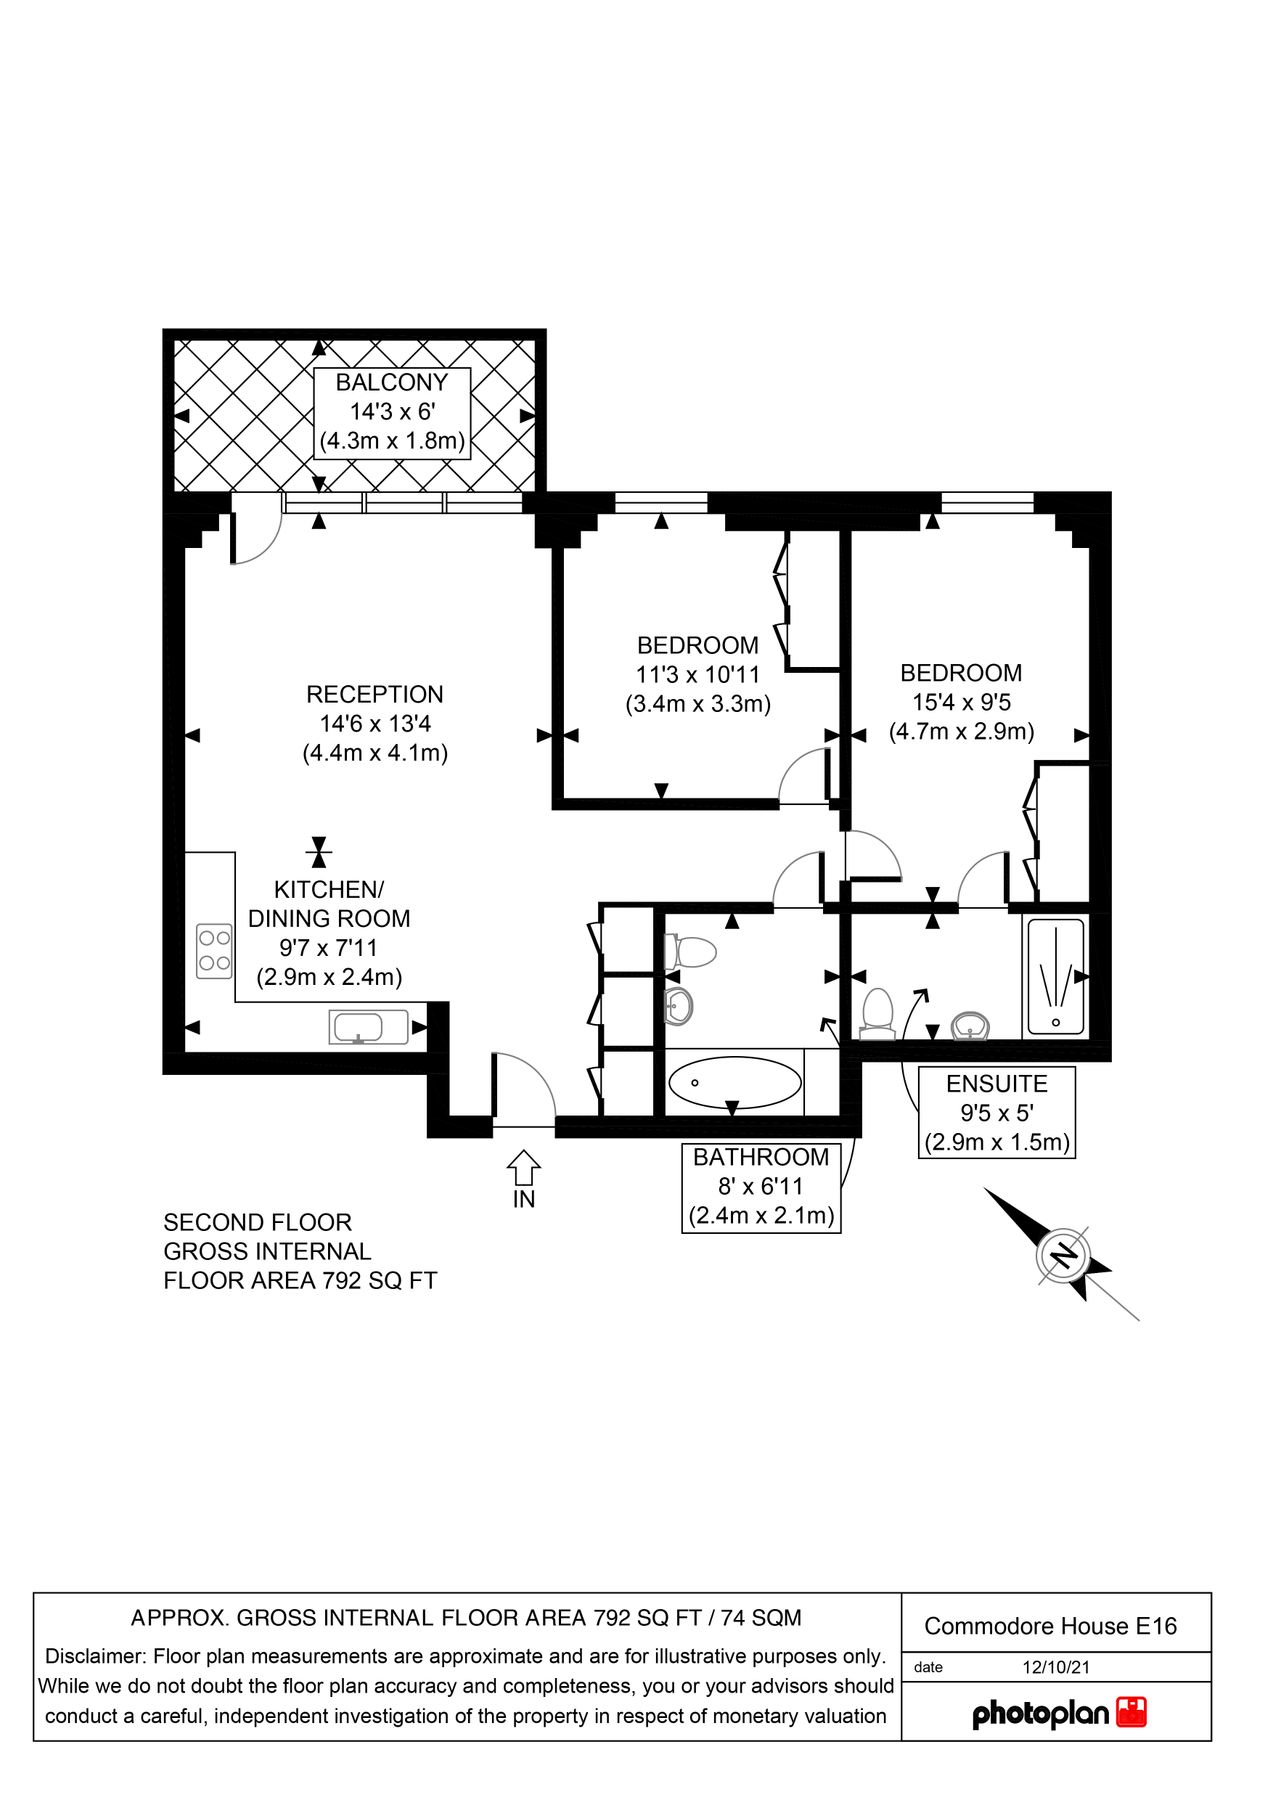 BALCONY
14'3 x 6'
(4.3m x 1.8m)
BEDROOM
11'3 x 10'11
(3.4m x 3.3m)
BEDROOM
15'4 x 9'5
(4.7m x 2.9m)
RECEPTION
14'6 x 13'4
(4.4m x 4.1m)
KITCHEN/
DINING ROOM
9'7 x 7'11
(2.9m x 2.4m)
ENSUITE
9'5 x 5'
(2.9m x 1.5m)
BATHROOM
8' x 6'11
(2.4m x 2.1m)
IN
SECOND FLOOR
GROSS INTERNAL
FLOOR AREA 792 SQ FT
N
APPROX. GROSS INTERNAL FLOOR AREA 792 SQ FT / 74 SQM
Disclaimer: Floor plan measurements are approximate and are for illustrative purposes only.
While we do not doubt the floor plan accuracy and completeness, you or your advisors should
conduct a careful, independent investigation of the property in respect of monetary valuation
Commodore House E16
date 12/10/21
photoplan